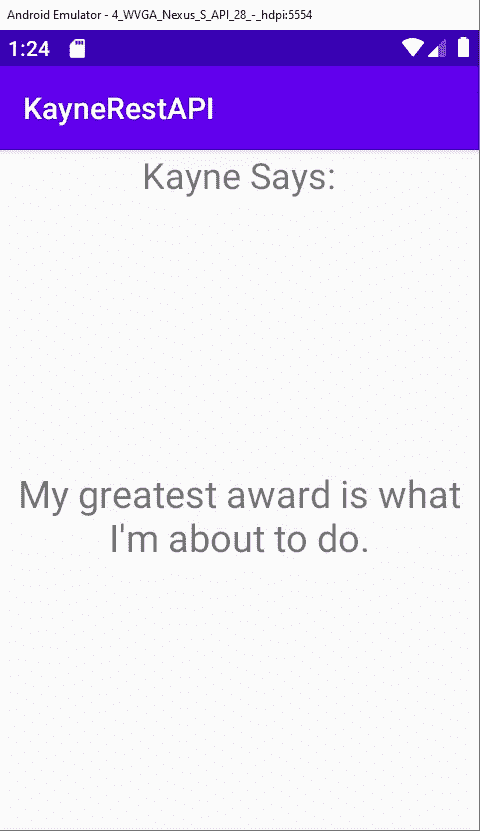 Android Emulator - 4_WVGA_Nexus_S_API_28_-_hdpi:5554
1:24
KayneRestAPI
Kayne Says:
My greatest award is what
I'm about to do.